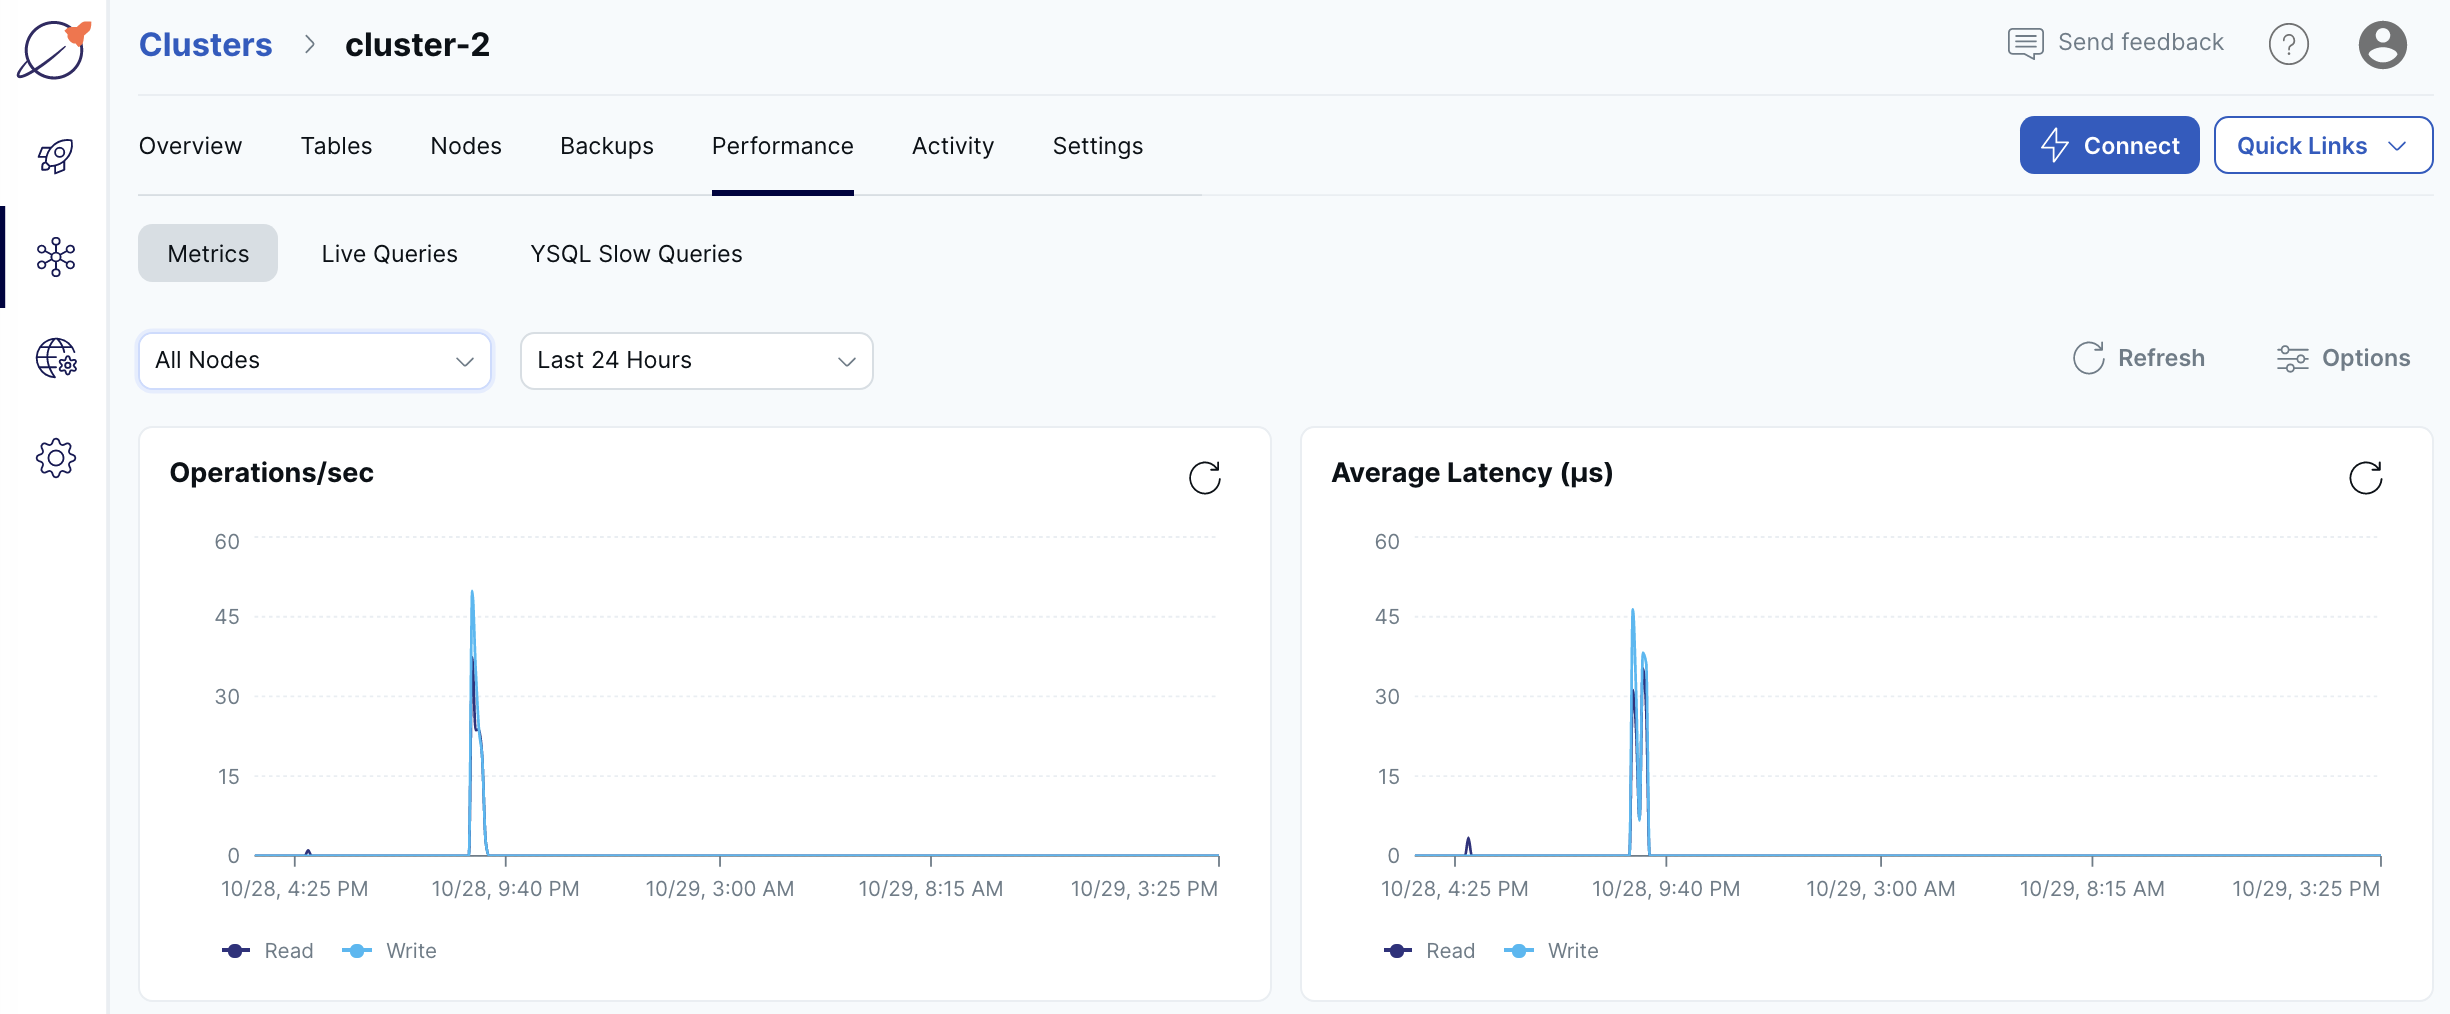 Clusters > cluster-2
Send feedback
?
Overview Tables Nodes Backups Performance Activity Settings
Connect Quick Links
Metrics Live Queries YSQL Slow Queries
All Nodes Last 24 Hours
Refresh Options
Operations/sec
60
45
30
15
0
10/28, 4:25 PM 10/28, 9:40 PM 10/29, 3:00 AM 10/29, 8:15 AM 10/29, 3:25 PM
Read Write
Average Latency (μs)
60
45
30
15
0
10/28, 4:25 PM 10/28, 9:40 PM 10/29, 3:00 AM 10/29, 8:15 AM 10/29, 3:25 PM
Read Write